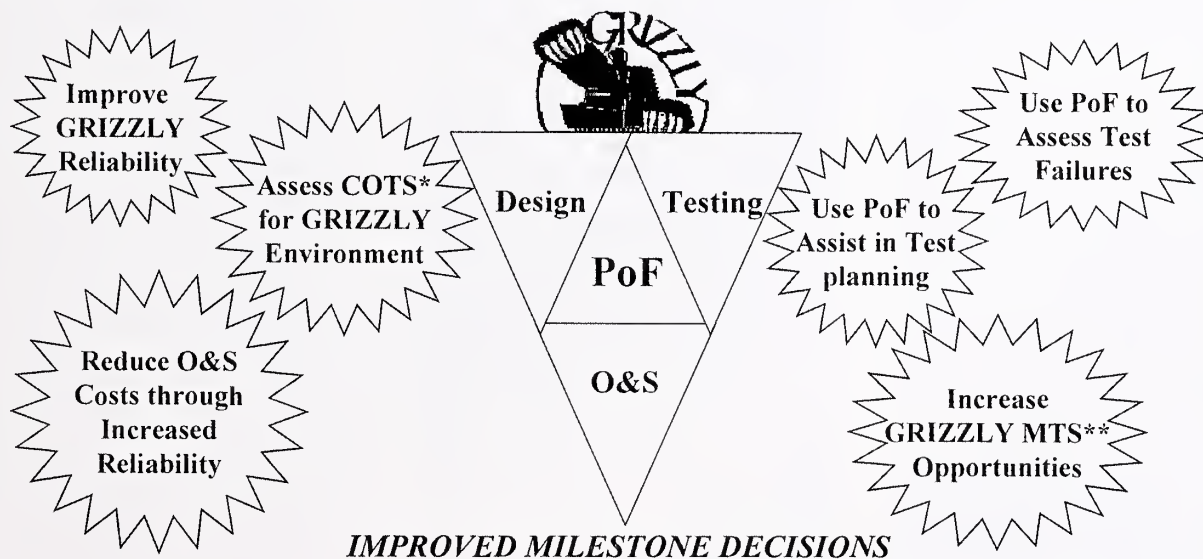 GRIZZLY
Improve
GRIZZLY
Reliability
Assess COTS*
for GRIZZLY
Environment
Reduce O&S
Costs through
Increased
Reliability
Design
Testing
PoF
O&S
Use PoF to
Assess Test
Failures
Use PoF to
Assist in Test
planning
Increase
GRIZZLY MTS**
Opportunities
IMPROVED MILESTONE DECISIONS